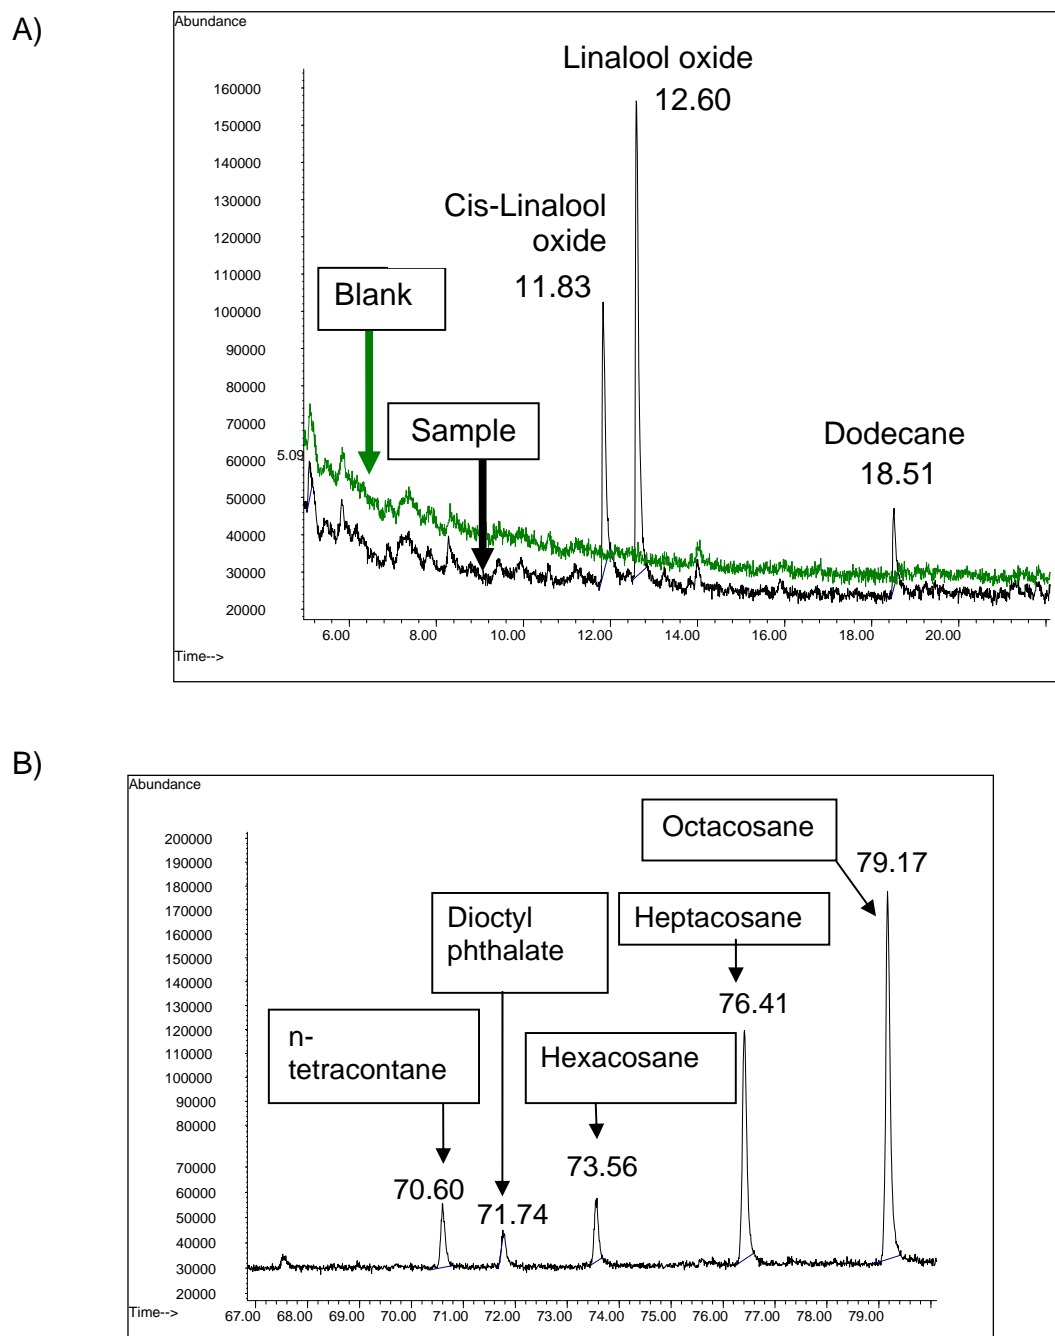 A)
Abundance
Linalool oxide
12.60
160000
150000
140000
130000
120000
110000
100000
90000
80000
70000
60000
50000
40000
30000
20000
Cis-Linalool
oxide
11.83
Blank
Sample
Dodecane
18.51
5.09
6.00 8.00 10.00 12.00 14.00 16.00 18.00 20.00
Time-->
B)
Abundance
200000
190000
180000
170000
160000
150000
140000
130000
120000
110000
100000
90000
80000
70000
60000
50000
40000
30000
20000
Octacosane
79.17
Heptacosane
76.41
Dioctyl
phthalate
71.74
n-
tetracontane
70.60
Hexacosane
73.56
67.00 68.00 69.00 70.00 71.00 72.00 73.00 74.00 75.00 76.00 77.00 78.00 79.00
Time-->